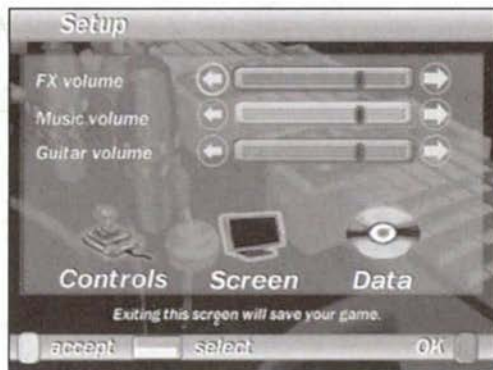 Setup
FX volume
Music volume
Guitar volume
Controls Screen Data
Exiting this screen will save your game.
accept select OK